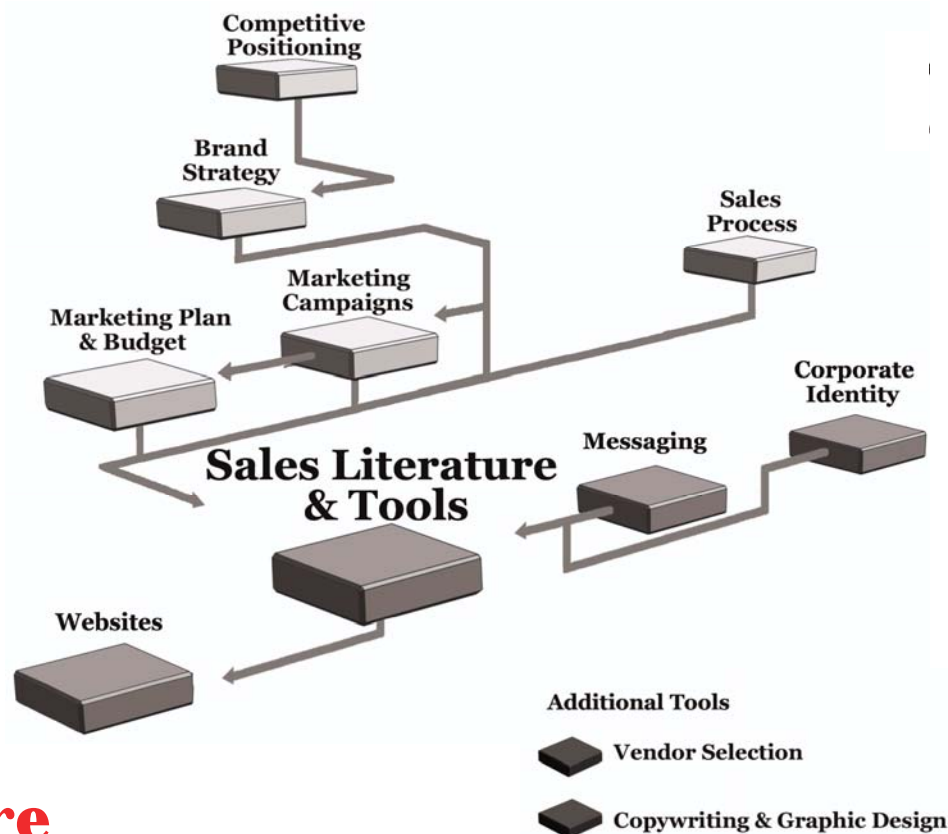 Competitive
Positioning
Brand
Strategy
Sales
Process
Marketing
Campaigns
Marketing Plan
& Budget
Corporate
Identity
Messaging
Sales Literature
& Tools
Websites
Additional Tools
Vendor Selection
Copywriting & Graphic Design
re